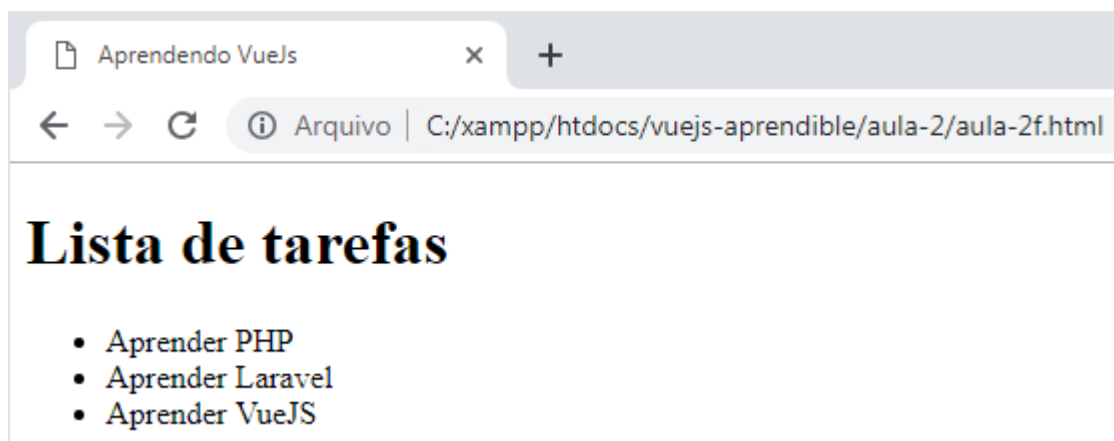 Aprendendo VueJs
Arquivo | C:/xampp/htdocs/vuejs-aprendible/aula-2/aula-2f.html
Lista de tarefas
• Aprender PHP
• Aprender Laravel
• Aprender VueJS